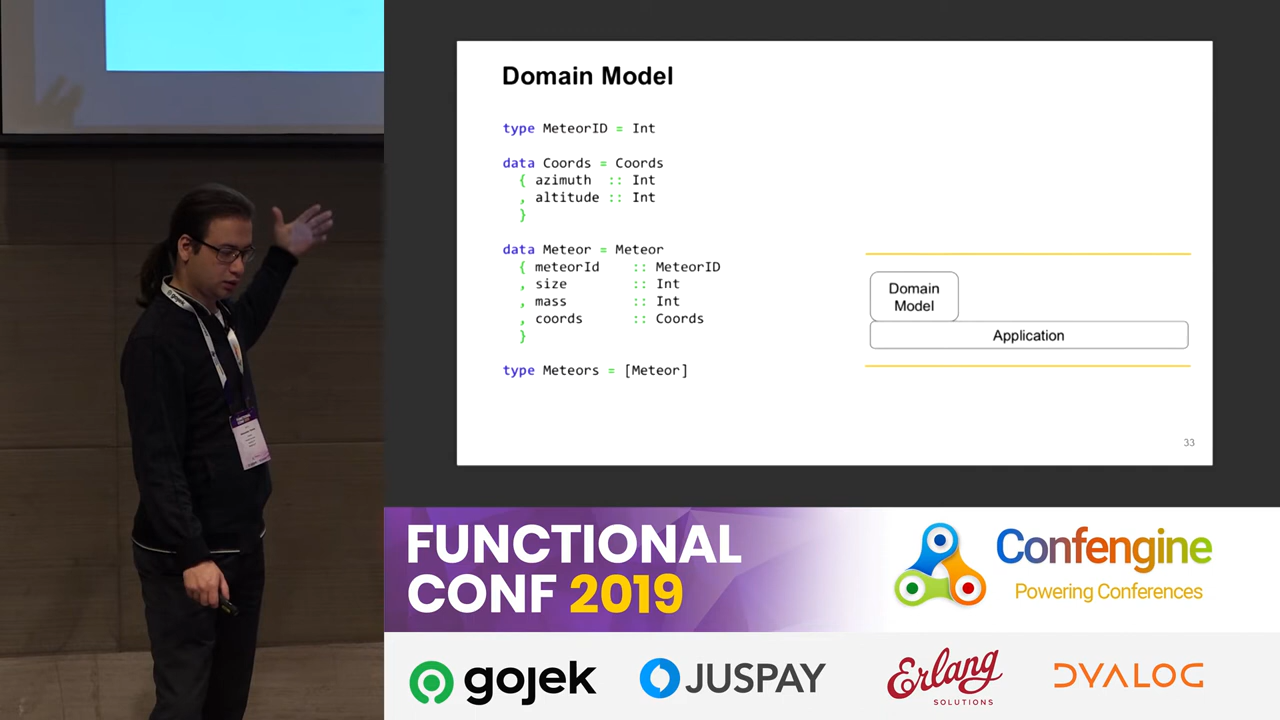 Domain Model
type MeteorID = Int
data Coords = Coords
{ azimuth :: Int
, altitude :: Int
}
data Meteor = Meteor
{ meteorId :: MeteorID
, size :: Int
, mass :: Int
, coords :: Coords
}
type Meteors = [Meteor]
Domain
Model
Application
33
gojek
FUNCTIONAL
CONF 2019
Confengine
Powering Conferences
gojek
JUSPAY
Erlang
SOLUTIONS
DYALOG